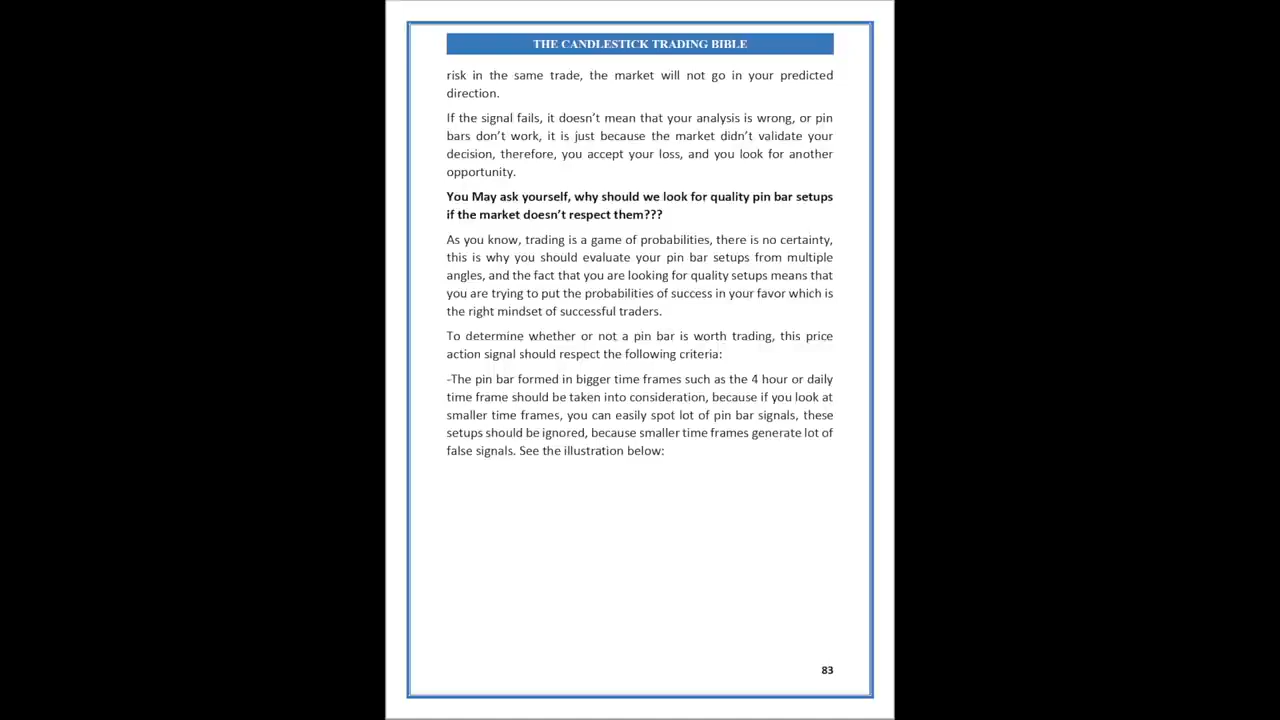 THE CANDLESTICK TRADING BIBLE
risk in the same trade, the market will not go in your predicted
direction.
If the signal fails, it doesn’t mean that your analysis is wrong, or pin
bars don’t work, it is just because the market didn’t validate your
decision, therefore, you accept your loss, and you look for another
opportunity.
You May ask yourself, why should we look for quality pin bar setups
if the market doesn’t respect them???
As you know, trading is a game of probabilities, there is no certainty,
this is why you should evaluate your pin bar setups from multiple
angles, and the fact that you are looking for quality setups means that
you are trying to put the probabilities of success in your favor which is
the right mindset of successful traders.
To determine whether or not a pin bar is worth trading, this price
action signal should respect the following criteria:
-The pin bar formed in bigger time frames such as the 4 hour or daily
time frame should be taken into consideration, because if you look at
smaller time frames, you can easily spot lot of pin bar signals, these
setups should be ignored, because smaller time frames generate lot of
false signals. See the illustration below:
83